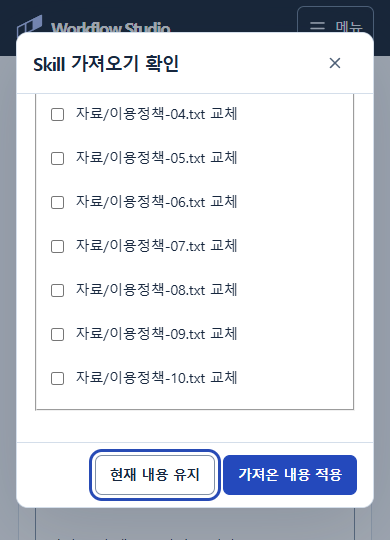 Workflow Studio
메뉴
Skill 가져오기 확인
자료/이용정책-04.txt 교체
자료/이용정책-05.txt 교체
자료/이용정책-06.txt 교체
자료/이용정책-07.txt 교체
자료/이용정책-08.txt 교체
자료/이용정책-09.txt 교체
자료/이용정책-10.txt 교체
현재 내용 유지
가져온 내용 적용